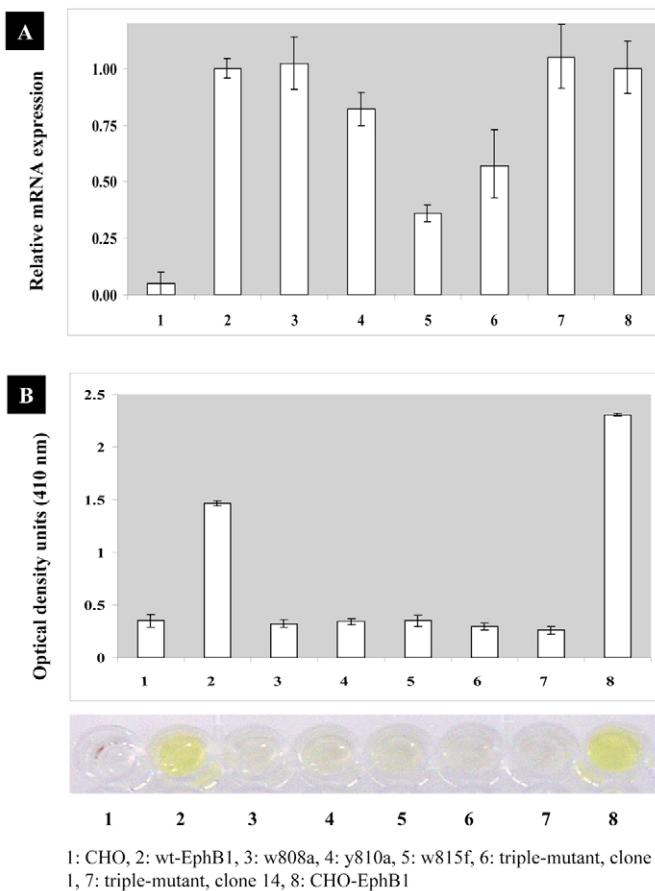 A
Relative mRNA expression
1.00
0.75
0.50
0.25
0.00
1 2 3 4 5 6 7 8
B
Optical density units (410 nm)
2.5
2
1.5
1
0.5
0
1 2 3 4 5 6 7 8
1 2 3 4 5 6 7 8
1: CHO, 2: wt-EphB1, 3: w808a, 4: y810a, 5: w815f, 6: triple-mutant, clone
1, 7: triple-mutant, clone 14, 8: CHO-EphB1